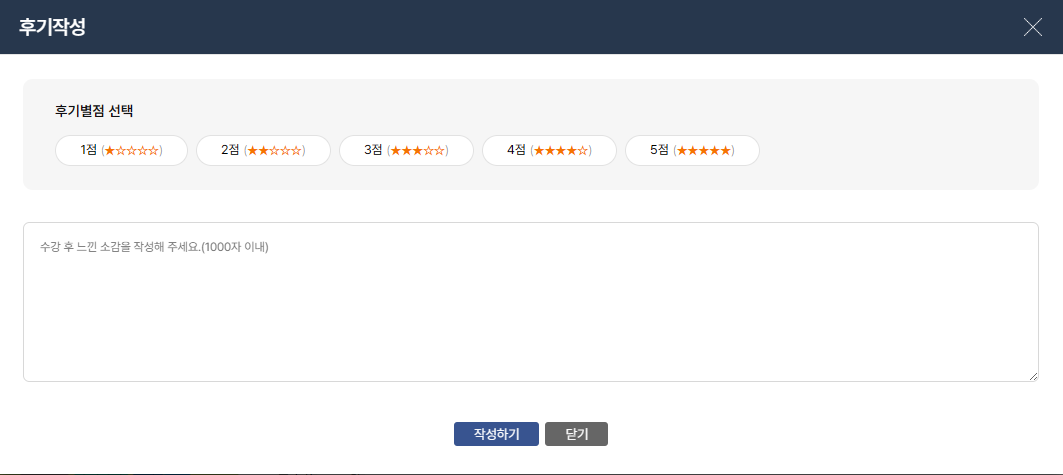 후기작성
후기별점 선택
1점 (★☆☆☆☆) 2점 (★★☆☆☆) 3점 (★★★☆☆) 4점 (★★★★☆) 5점 (★★★★★)
수강 후 느낀 소감을 작성해 주세요.(1000자 이내)
작성하기 닫기